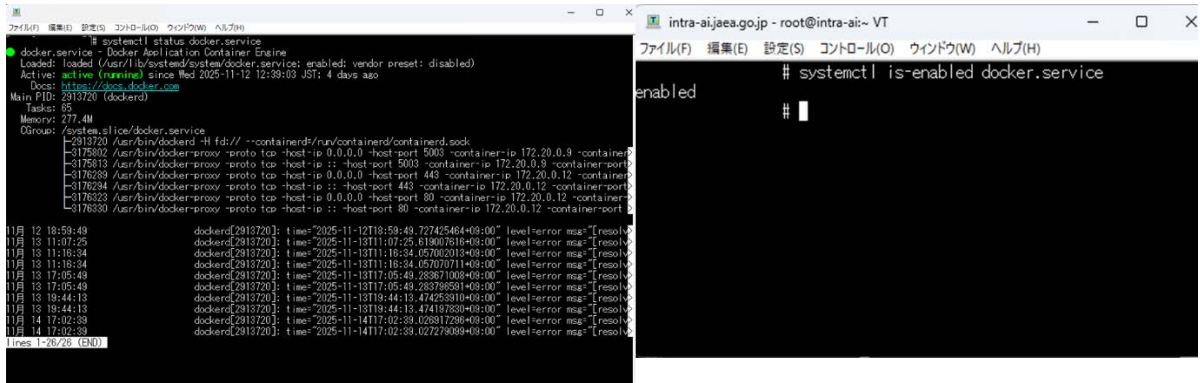 ファイル(F) 編集(E) 設定(S) コントロール(O) ウィンドウ(W) ヘルプ(H)
]# systemctl status docker.service
● docker.service - Docker Application Container Engine
Loaded: loaded (/usr/lib/systemd/system/docker.service; enabled; vendor preset: disabled)
Active: active (running) since Wed 2025-11-12 12:39:03 JST; 4 days ago
Docs: https://docs.docker.com
Main PID: 2913720 (dockerd)
Tasks: 65
Memory: 277.4M
CGroup: /system.slice/docker.service
├─2913720 /usr/bin/dockerd -H fd:// --containerd=/run/containerd/containerd.sock
├─3175802 /usr/bin/docker-proxy -proto tcp -host-ip 0.0.0.0 -host-port 5003 -container-ip 172.20.0.9 -container>
├─3175813 /usr/bin/docker-proxy -proto tcp -host-ip :: -host-port 5003 -container-ip 172.20.0.9 -container-port>
├─3176289 /usr/bin/docker-proxy -proto tcp -host-ip 0.0.0.0 -host-port 443 -container-ip 172.20.0.12 -container>
├─3176294 /usr/bin/docker-proxy -proto tcp -host-ip :: -host-port 443 -container-ip 172.20.0.12 -container-port>
├─3176323 /usr/bin/docker-proxy -proto tcp -host-ip 0.0.0.0 -host-port 80 -container-ip 172.20.0.12 -container>
└─3176330 /usr/bin/docker-proxy -proto tcp -host-ip :: -host-port 80 -container-ip 172.20.0.12 -container-port >
11月 12 18:59:49 dockerd[2913720]: time="2025-11-12T18:59:49.727425464+09:00" level=error msg="[resolv>
11月 13 11:07:25 dockerd[2913720]: time="2025-11-13T11:07:25.619007616+09:00" level=error msg="[resolv>
11月 13 11:16:34 dockerd[2913720]: time="2025-11-13T11:16:34.057002013+09:00" level=error msg="[resolv>
11月 13 11:16:34 dockerd[2913720]: time="2025-11-13T11:16:34.057070711+09:00" level=error msg="[resolv>
11月 13 17:05:49 dockerd[2913720]: time="2025-11-13T17:05:49.283671008+09:00" level=error msg="[resolv>
11月 13 17:05:49 dockerd[2913720]: time="2025-11-13T17:05:49.283796591+09:00" level=error msg="[resolv>
11月 13 19:44:13 dockerd[2913720]: time="2025-11-13T19:44:13.474253910+09:00" level=error msg="[resolv>
11月 13 19:44:13 dockerd[2913720]: time="2025-11-13T19:44:13.474197830+09:00" level=error msg="[resolv>
11月 14 17:02:39 dockerd[2913720]: time="2025-11-14T17:02:39.026917296+09:00" level=error msg="[resolv>
11月 14 17:02:39 dockerd[2913720]: time="2025-11-14T17:02:39.027279099+09:00" level=error msg="[resolv>
lines 1-26/26 (END)
intra-ai.jaea.go.jp - root@intra-ai:~ VT
ファイル(F) 編集(E) 設定(S) コントロール(O) ウィンドウ(W) ヘルプ(H)
# systemctl is-enabled docker.service
enabled
#